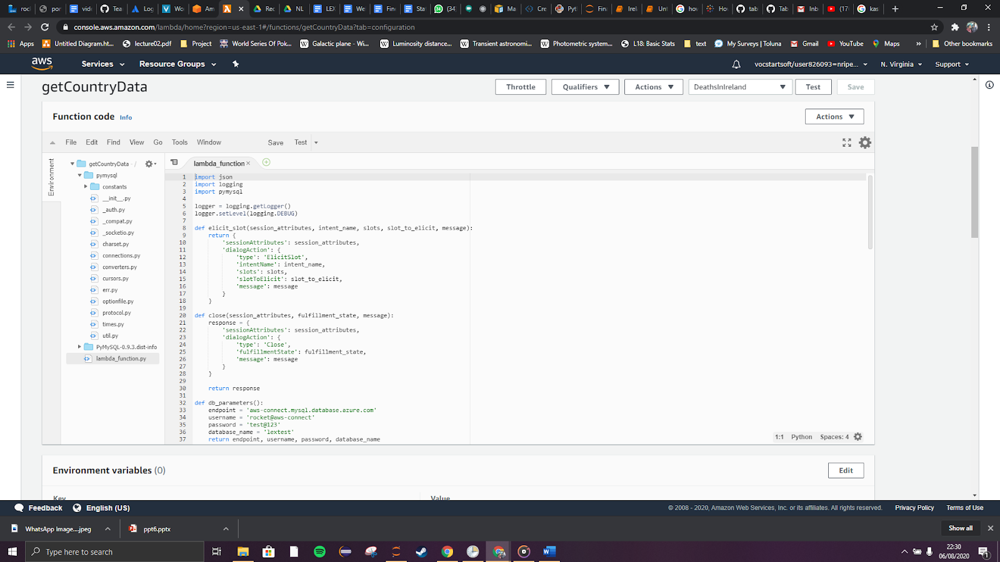 roc
por
vid
Tea
Log
Wo
Am
Rec
NL
LEX
We
Fin
Sta
(34
Ma
Cre
Pyt
Fin
Irel
Unt
how
Ho
tab
Tab
Inb
(17
kas
console.aws.amazon.com/lambda/home?region=us-east-1#/functions/getCountryData?tab=configuration
Apps Untitled Diagram.ht... lecture02.pdf Project World Series Of Pok... Galactic plane - Wi... Luminosity distance... Transient astronomi... Photometric system... L18: Basic Stats text My Surveys | Toluna Gmail YouTube Maps » Other bookmarks
aws Services Resource Groups vocstartsoft/user826093=nripe... N. Virginia Support
getCountryData Throttle Qualifiers Actions DeathsInIreland Test Save
Function code Info Actions
File Edit Find View Go Tools Window Save Test
Environment
getCountryData - /
pymysql
constants
__init__.py
_auth.py
_compat.py
_socketio.py
charset.py
connections.py
converters.py
cursors.py
err.py
optionfile.py
protocol.py
times.py
util.py
PyMySQL-0.9.3.dist-info
lambda_function.py
lambda_function ×
1 import json
2 import logging
3 import pymysql
4
5 logger = logging.getLogger()
6 logger.setLevel(logging.DEBUG)
7
8 def elicit_slot(session_attributes, intent_name, slots, slot_to_elicit, message):
9 return {
10 'sessionAttributes': session_attributes,
11 'dialogAction': {
12 'type': 'ElicitSlot',
13 'intentName': intent_name,
14 'slots': slots,
15 'slotToElicit': slot_to_elicit,
16 'message': message
17 }
18 }
19
20 def close(session_attributes, fulfillment_state, message):
21 response = {
22 'sessionAttributes': session_attributes,
23 'dialogAction': {
24 'type': 'Close',
25 'fulfillmentState': fulfillment_state,
26 'message': message
27 }
28 }
29
30 return response
31
32 def db_parameters():
33 endpoint = 'aws-connect.mysql.database.azure.com'
34 username = 'rocket@aws-connect'
35 password = 'test@123'
36 database_name = 'lextest'
37 return endpoint, username, password, database_name
1:1 Python Spaces: 4
Environment variables (0) Edit
Key Value
Feedback English (US) © 2008 - 2020, Amazon Web Services, Inc. or its affiliates. All rights reserved. Privacy Policy Terms of Use
WhatsApp Image....jpeg ppt6.pptx Show all
Type here to search
22:30
06/08/2020
1